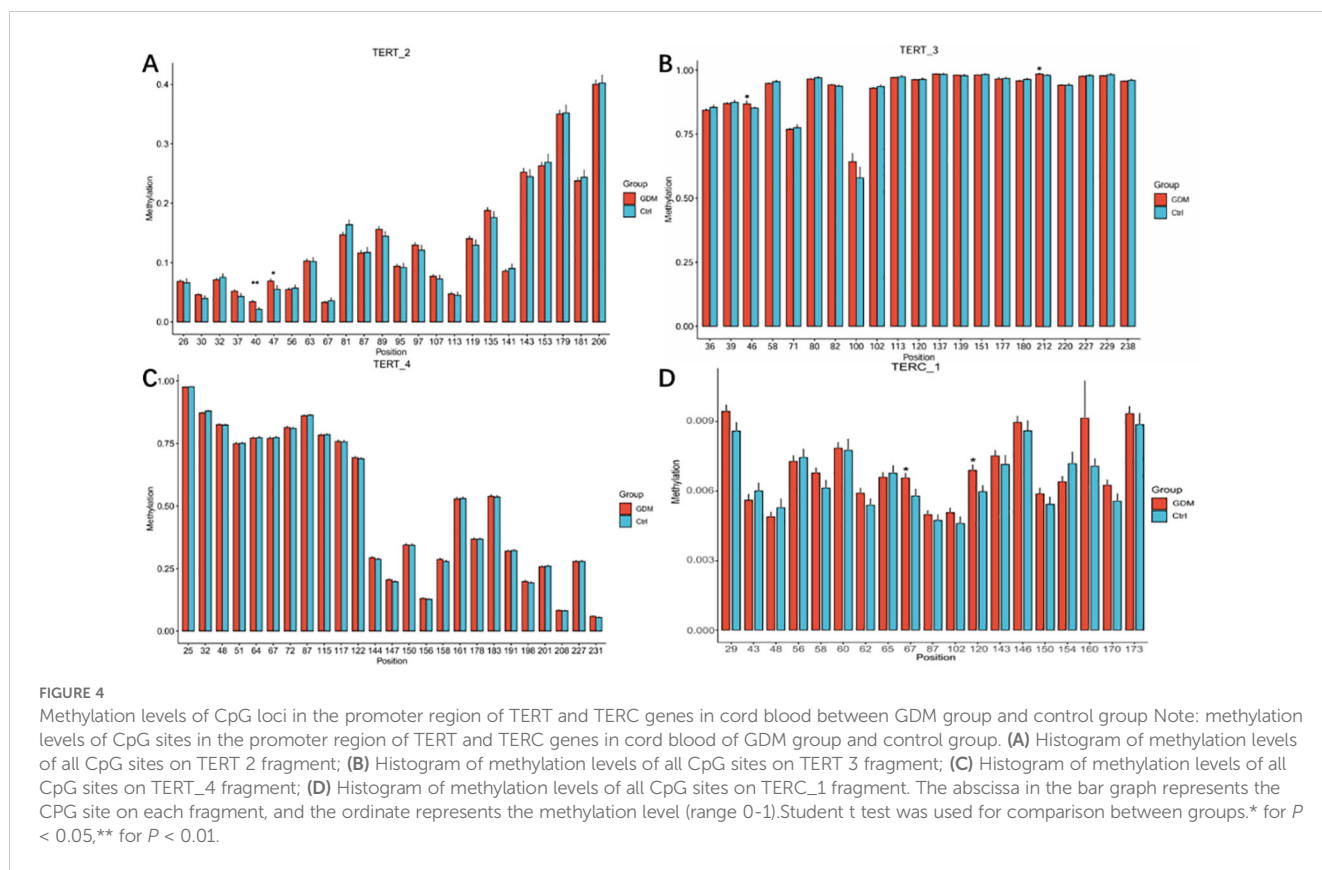 A
TERT_2
0.4
0.3
0.2
0.1
0.0
Methylation
** *
26 30 32 37 40 47 56 63 67 81 87 89 95 97 107 113 119 135 141 143 153 179 181 206
Position
Group
GDM
Ctrl
B
TERT_3
1.00
0.75
0.50
0.25
0.00
Methylation
* *
36 39 46 58 71 80 82 100 102 113 120 137 139 151 177 180 212 220 227 229 238
Position
Group
GDM
Ctrl
C
TERT_4
1.00
0.75
0.50
0.25
0.00
Methylation
25 32 48 51 64 67 72 87 115 117 122 144 147 150 156 158 161 178 183 191 198 201 208 227 231
Position
Group
GDM
Ctrl
D
TERC_1
0.009
0.006
0.003
0.000
Methylation
* *
29 43 48 56 58 60 62 65 67 87 102 120 143 146 150 154 160 170 173
Position
Group
GDM
Ctrl
FIGURE 4
Methylation levels of CpG loci in the promoter region of TERT and TERC genes in cord blood between GDM group and control group Note: methylation
levels of CpG sites in the promoter region of TERT and TERC genes in cord blood of GDM group and control group. (A) Histogram of methylation levels
of all CpG sites on TERT 2 fragment; (B) Histogram of methylation levels of all CpG sites on TERT 3 fragment; (C) Histogram of methylation levels of all
CpG sites on TERT_4 fragment; (D) Histogram of methylation levels of all CpG sites on TERC_1 fragment. The abscissa in the bar graph represents the
CPG site on each fragment, and the ordinate represents the methylation level (range 0-1).Student t test was used for comparison between groups.* for P
< 0.05,** for P < 0.01.